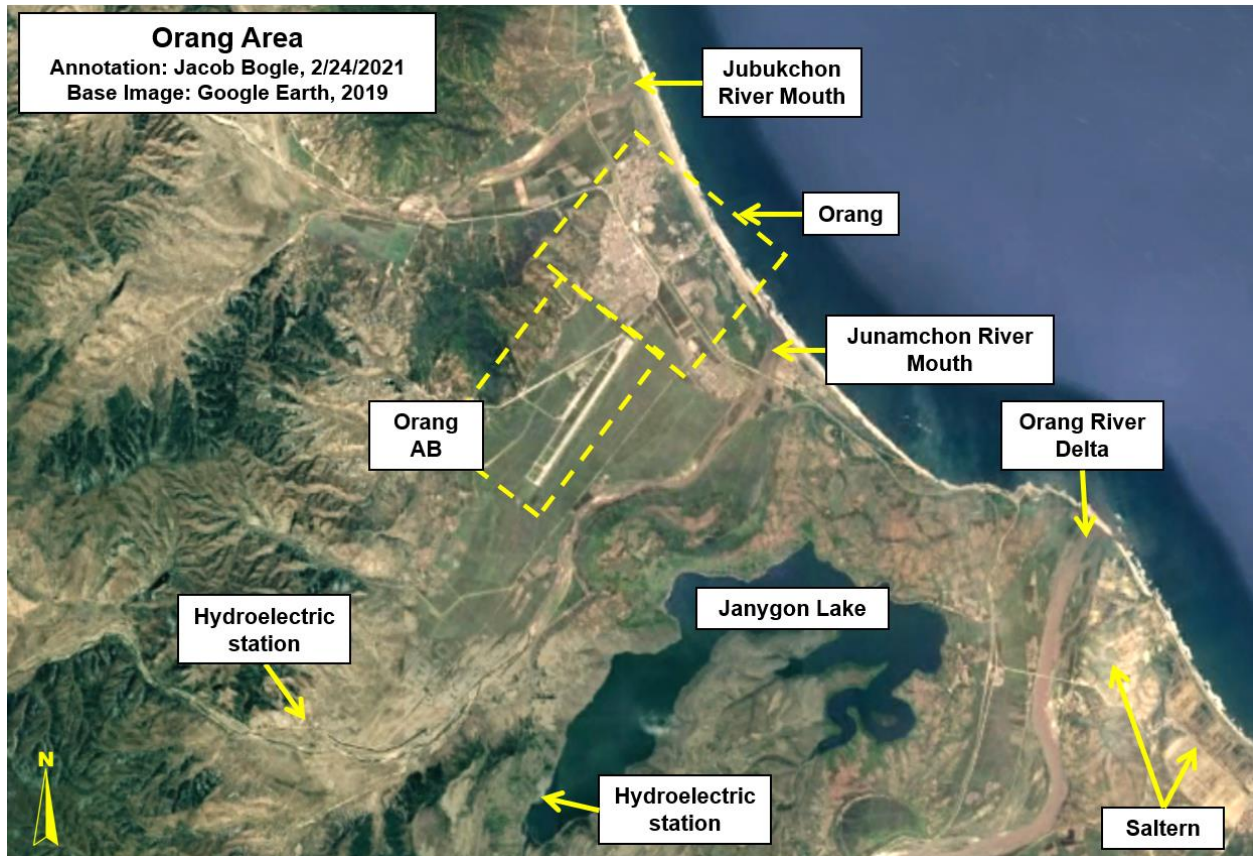 Orang Area
Annotation: Jacob Bogle, 2/24/2021
Base Image: Google Earth, 2019
Jubukchon
River Mouth
Orang
Junamchon River
Mouth
Orang
AB
Orang River
Delta
Janygon Lake
Hydroelectric
station
Hydroelectric
station
Saltern
N